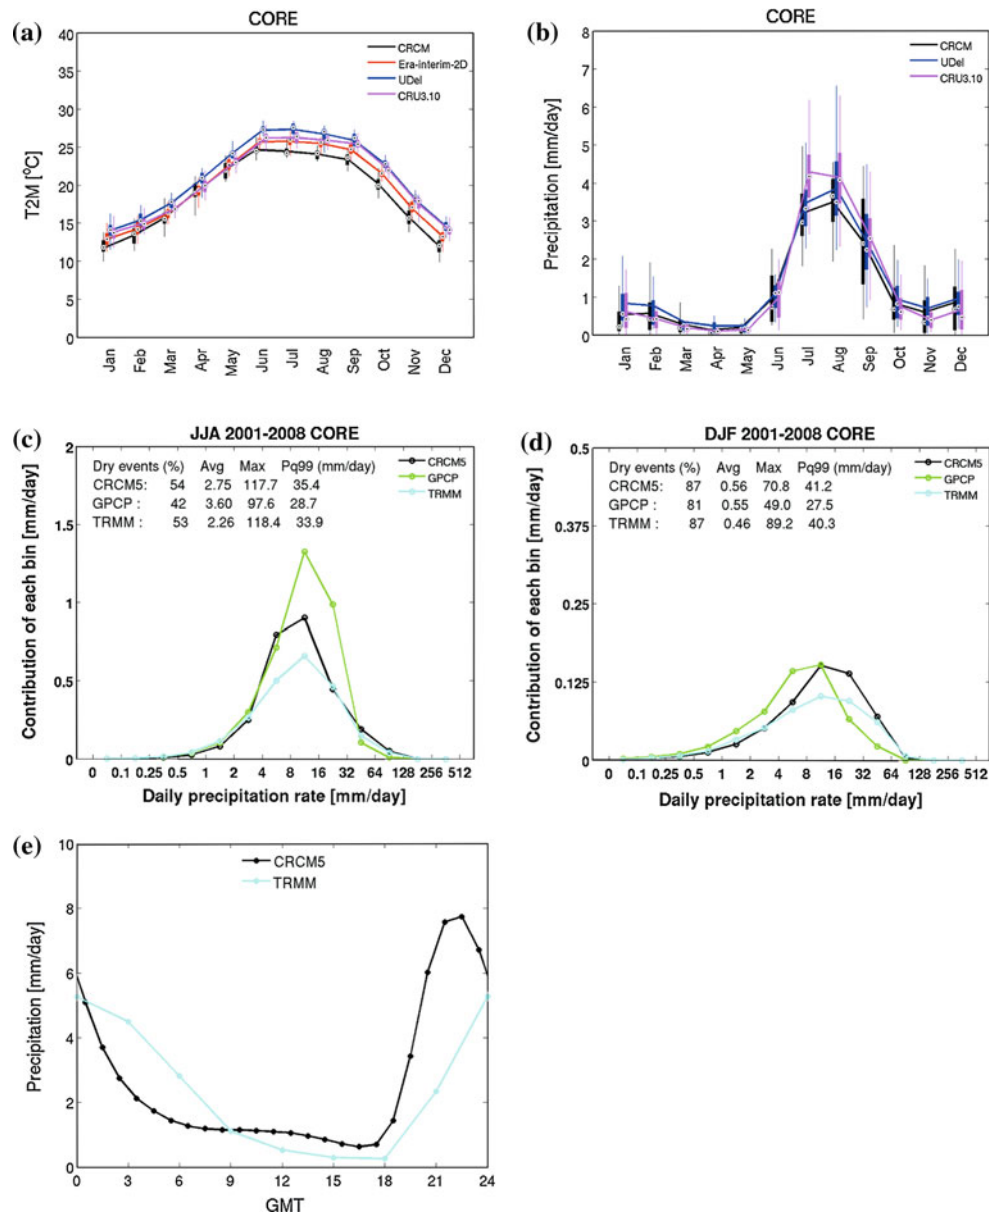 (a)
CORE
CRCM
Era-interim-2D
UDel
CRU3.10
T2M [°C]
40
35
30
25
20
15
10
5
0
Jan Feb Mar Apr May Jun Jul Aug Sep Oct Nov Dec
(b)
CORE
CRCM
UDel
CRU3.10
Precipitation [mm/day]
8
7
6
5
4
3
2
1
0
Jan Feb Mar Apr May Jun Jul Aug Sep Oct Nov Dec
(c)
JJA 2001-2008 CORE
Dry events (%) Avg Max Pq99 (mm/day)
CRCM5: 54 2.75 117.7 35.4
GPCP : 42 3.60 97.6 28.7
TRMM : 53 2.26 118.4 33.9
CRCM5
GPCP
TRMM
Contribution of each bin [mm/day]
2
1.5
1
0.5
0
0 0.1 0.25 0.5 1 2 4 8 16 32 64 128 256 512
Daily precipitation rate [mm/day]
(d)
DJF 2001-2008 CORE
Dry events (%) Avg Max Pq99 (mm/day)
CRCM5: 87 0.56 70.8 41.2
GPCP : 81 0.55 49.0 27.5
TRMM : 87 0.46 89.2 40.3
CRCM5
GPCP
TRMM
Contribution of each bin [mm/day]
0.5
0.375
0.25
0.125
0
0 0.1 0.25 0.5 1 2 4 8 16 32 64 128 256 512
Daily precipitation rate [mm/day]
(e)
CRCM5
TRMM
Precipitation [mm/day]
10
8
6
4
2
0
0 3 6 9 12 15 18 21 24
GMT